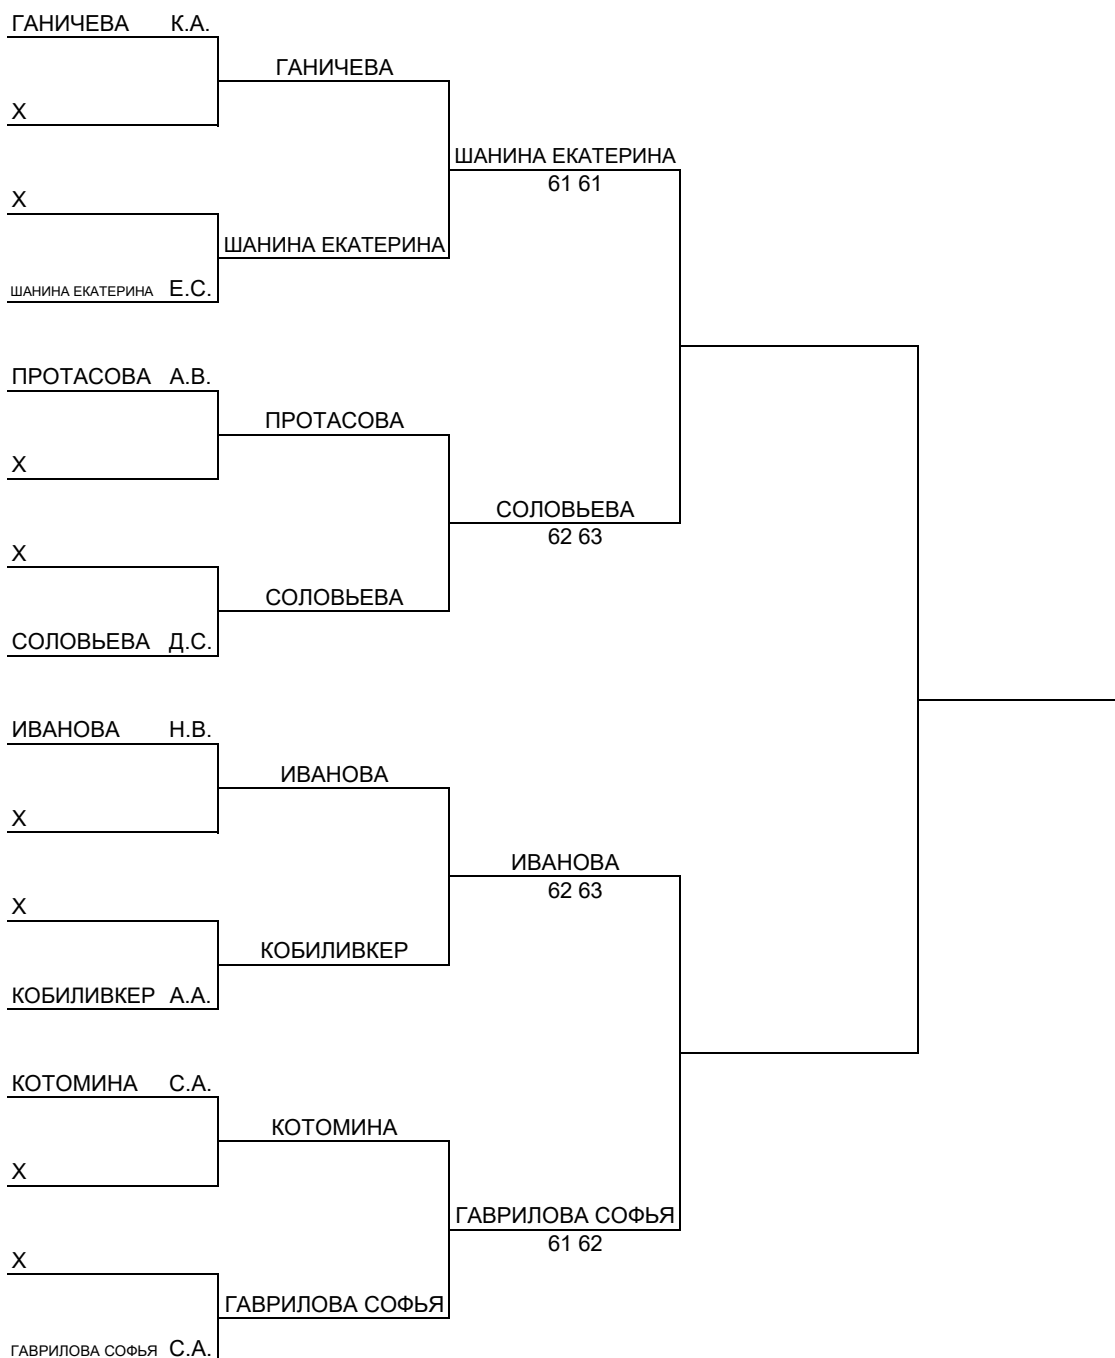 ГАНИЧЕВА К.А.
ГАНИЧЕВА
X
ШАНИНА ЕКАТЕРИНА
61 61
X
ШАНИНА ЕКАТЕРИНА
ШАНИНА ЕКАТЕРИНА Е.С.
ПРОТАСОВА А.В.
ПРОТАСОВА
X
СОЛОВЬЕВА
62 63
X
СОЛОВЬЕВА
СОЛОВЬЕВА Д.С.
ИВАНОВА Н.В.
ИВАНОВА
X
ИВАНОВА
62 63
X
КОБИЛИВКЕР
КОБИЛИВКЕР А.А.
КОТОМИНА С.А.
КОТОМИНА
X
ГАВРИЛОВА СОФЬЯ
61 62
X
ГАВРИЛОВА СОФЬЯ
ГАВРИЛОВА СОФЬЯ С.А.